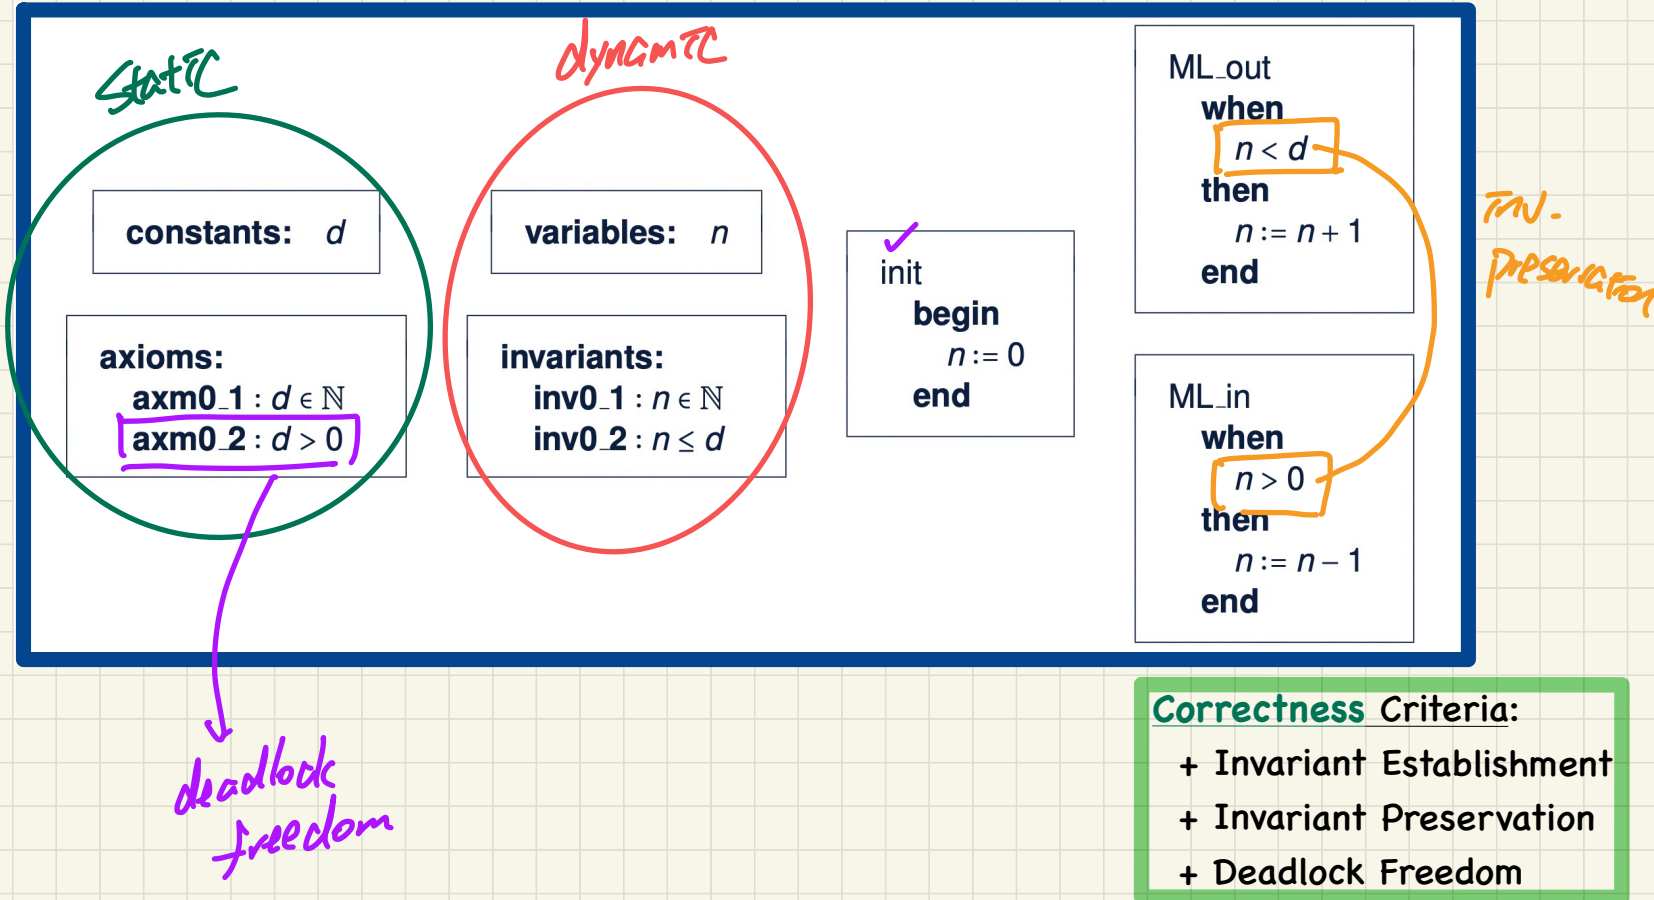 static
dynamic
constants: d
axioms:
axm0_1 : d ∈ ℕ
axm0_2 : d > 0
variables: n
invariants:
inv0_1 : n ∈ ℕ
inv0_2 : n ≤ d
init
begin
n := 0
end
ML_out
when
n < d
then
n := n + 1
end
ML_in
when
n > 0
then
n := n – 1
end
Inv.
preservation
deadlock
freedom
Correctness Criteria:
+ Invariant Establishment
+ Invariant Preservation
+ Deadlock Freedom